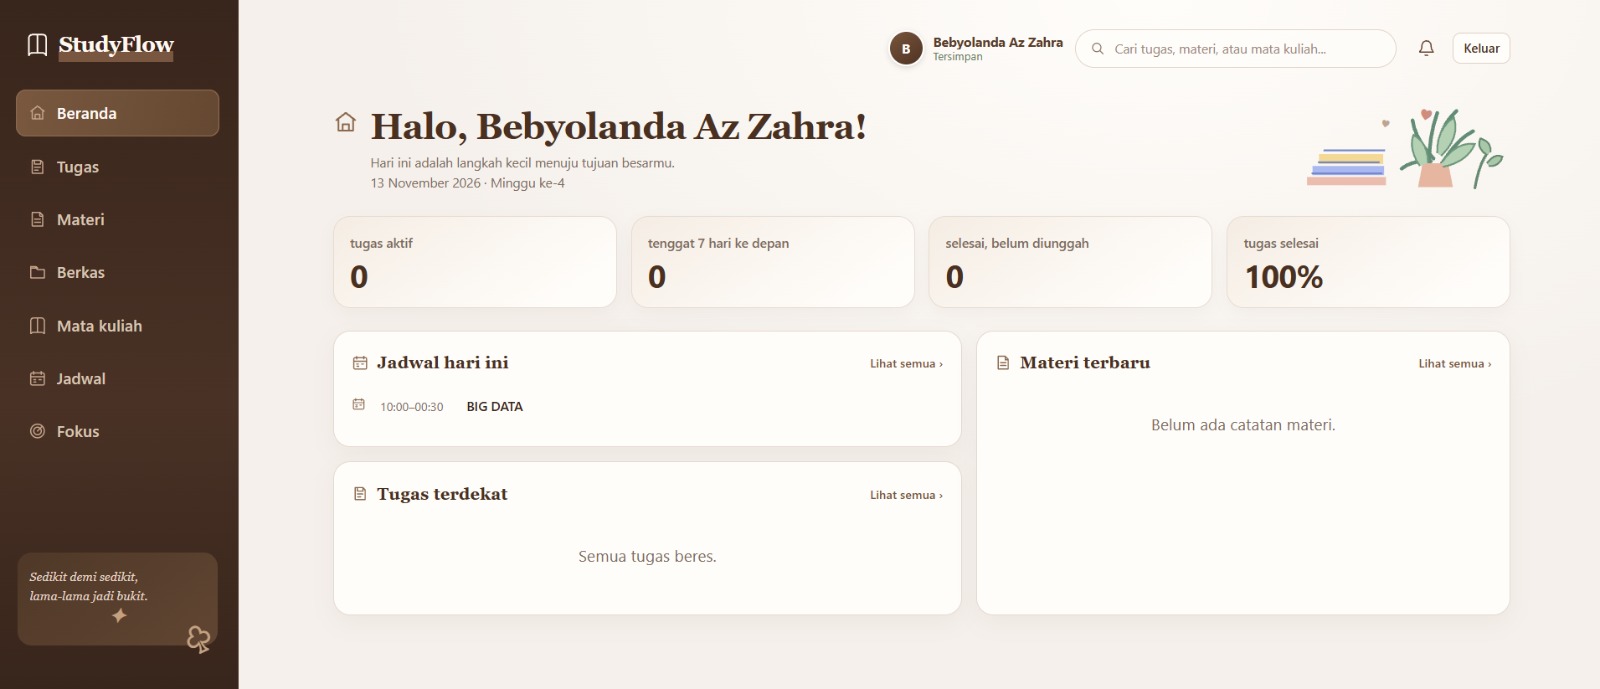 StudyFlow
Beranda
Tugas
Materi
Berkas
Mata kuliah
Jadwal
Fokus
Sedikit demi sedikit,
lama-lama jadi bukit.
B
Bebyolanda Az Zahra
Tersimpan
Cari tugas, materi, atau mata kuliah...
Keluar
Halo, Bebyolanda Az Zahra!
Hari ini adalah langkah kecil menuju tujuan besarmu.
13 November 2026 · Minggu ke-4
tugas aktif
0
tenggat 7 hari ke depan
0
selesai, belum diunggah
0
tugas selesai
100%
Jadwal hari ini
Lihat semua ›
10:00–00:30 BIG DATA
Tugas terdekat
Lihat semua ›
Semua tugas beres.
Materi terbaru
Lihat semua ›
Belum ada catatan materi.